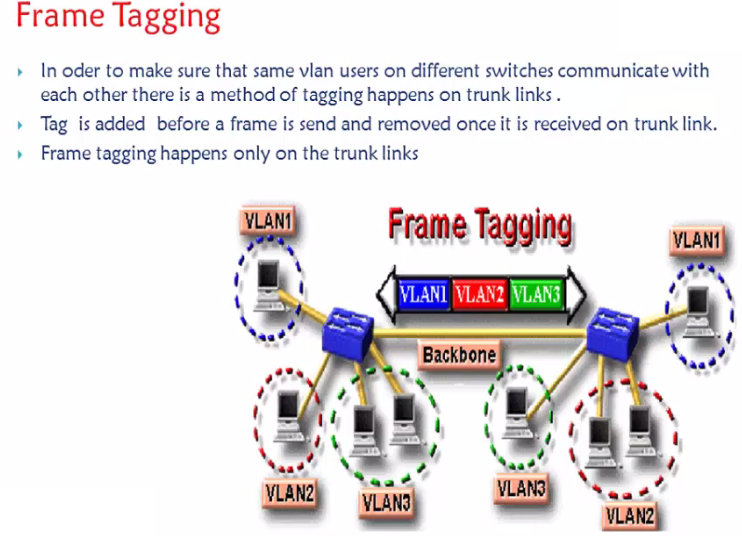 Frame Tagging
In oder to make sure that same vlan users on different switches communicate with
each other there is a method of tagging happens on trunk links .
Tag is added before a frame is send and removed once it is received on trunk link.
Frame tagging happens only on the trunk links
VLAN1
Frame Tagging
VLAN1
VLAN1 VLAN2 VLAN3
Backbone
VLAN2
VLAN3
VLAN3
VLAN2